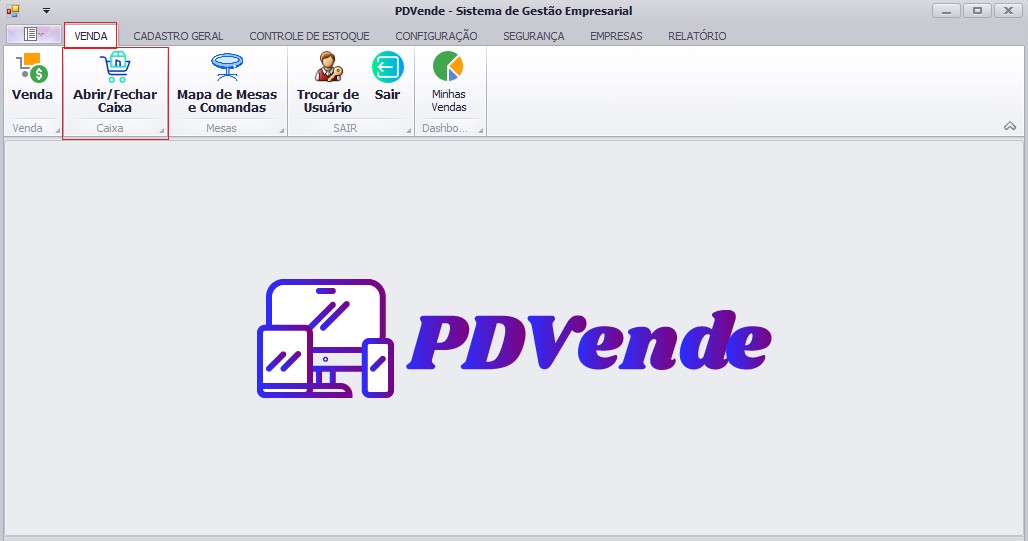 PDVende - Sistema de Gestão Empresarial
VENDA CADASTRO GERAL CONTROLE DE ESTOQUE CONFIGURAÇÃO SEGURANÇA EMPRESAS RELATÓRIO
Venda
Abrir/Fechar
Caixa
Mapa de Mesas
e Comandas
Trocar de
Usuário
Sair
Minhas
Vendas
Venda Caixa Mesas SAIR Dashbo...
PDVende